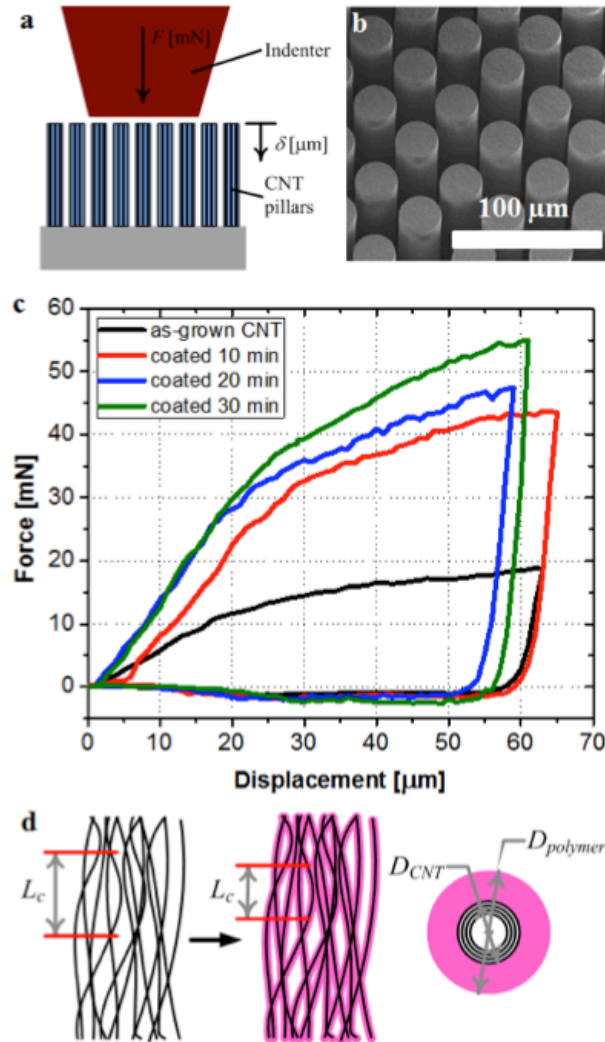 a
F [mN]
Indenter
δ [µm]
CNT
pillars
b
100 µm
c
60
50
40
30
20
10
0
Force [mN]
as-grown CNT
coated 10 min
coated 20 min
coated 30 min
0 10 20 30 40 50 60 70
Displacement [µm]
d
Lc
Lc
DCNT
Dpolymer